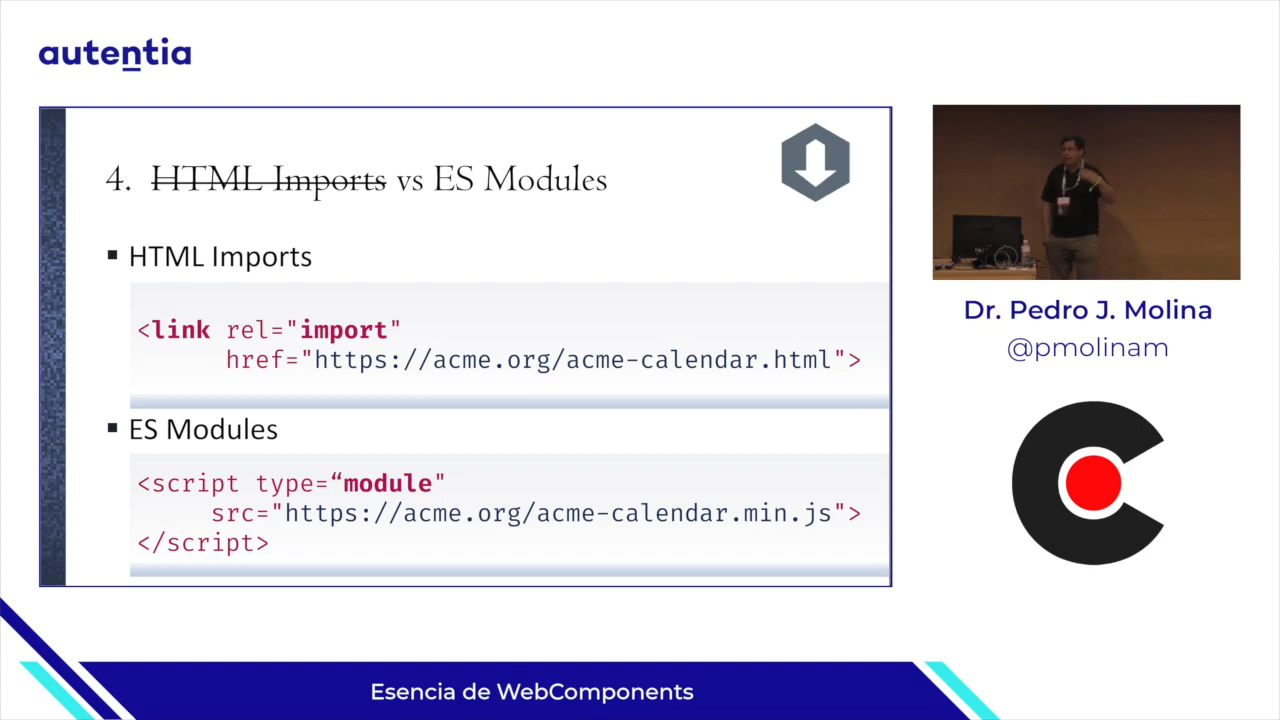 autentia
4. HTML Imports vs ES Modules
▪ HTML Imports
<link rel="import"
href="https://acme.org/acme-calendar.html">
▪ ES Modules
<script type=“module"
src="https://acme.org/acme-calendar.min.js">
</script>
Dr. Pedro J. Molina
@pmolinam
Esencia de WebComponents